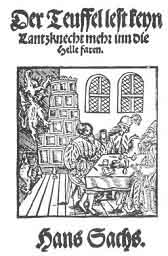 Der Teuffel lest keyn
Lantzknecht mehr inn die
Helle faren.
Hans Sachs.